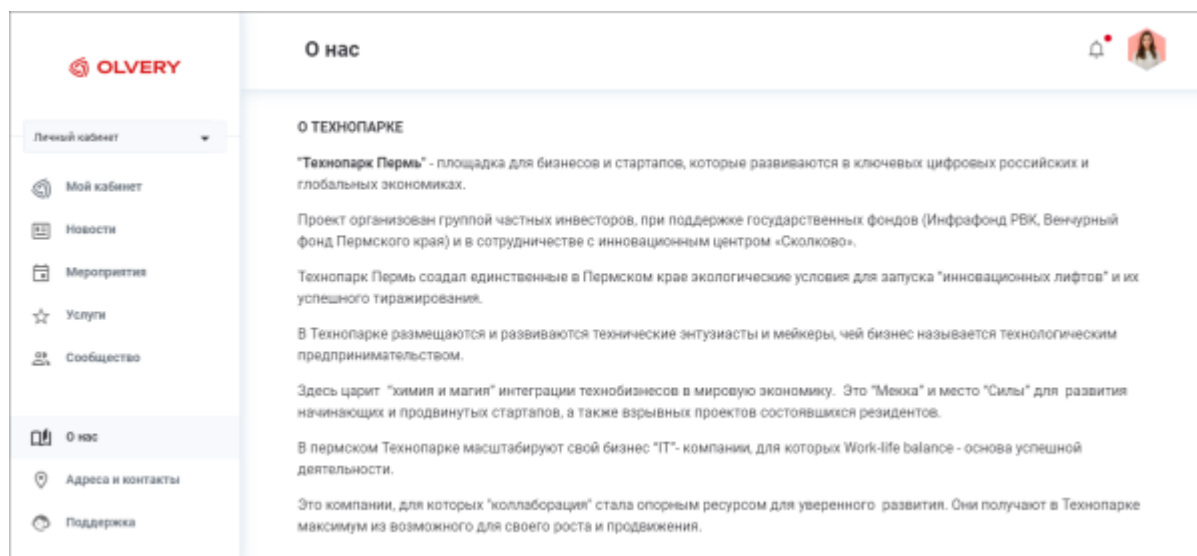 OLVERY
О нас
Личный кабинет
Мой кабинет
Новости
Мероприятия
Услуги
Сообщество
О нас
Адреса и контакты
Поддержка
О ТЕХНОПАРКЕ
"Технопарк Пермь" - площадка для бизнесов и стартапов, которые развиваются в ключевых цифровых российских и
глобальных экономиках.
Проект организован группой частных инвесторов, при поддержке государственных фондов (Инфрафонд РВК, Венчурный
фонд Пермского края) и в сотрудничестве с инновационным центром «Сколково».
Технопарк Пермь создал единственные в Пермском крае экологические условия для запуска "инновационных лифтов" и их
успешного тиражирования.
В Технопарке размещаются и развиваются технические энтузиасты и мейкеры, чей бизнес называется технологическим
предпринимательством.
Здесь царит "химия и магия" интеграции технобизнесов в мировую экономику. Это "Мекка" и место "Силы" для развития
начинающих и продвинутых стартапов, а также взрывных проектов состоявшихся резидентов.
В пермском Технопарке масштабируют свой бизнес "IT"- компании, для которых Work-life balance - основа успешной
деятельности.
Это компании, для которых "коллаборация" стала опорным ресурсом для уверенного развития. Они получают в Технопарке
максимум из возможного для своего роста и продвижения.